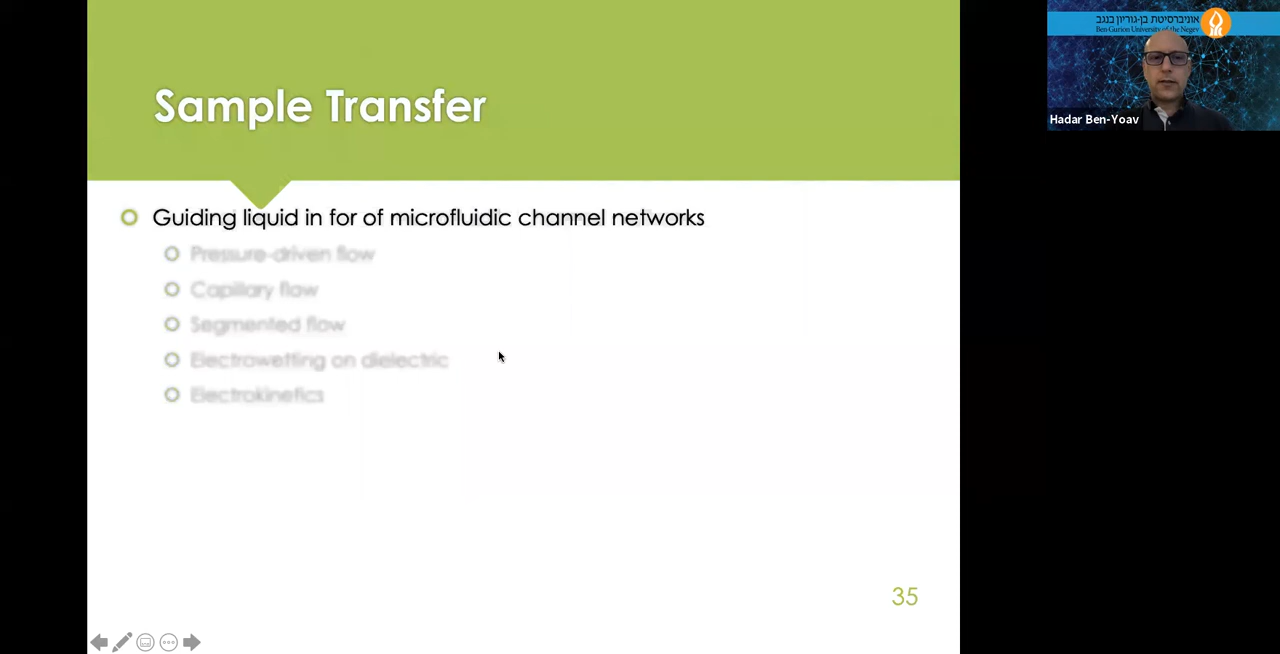 Sample Transfer
Guiding liquid in for of microfluidic channel networks
Pressure-driven flow
Capillary flow
Segmented flow
Electrowetting on dielectric
Electrokinetics
35
אוניברסיטת בן-גוריון בנגב
Ben-Gurion University of the Negev
Hadar Ben-Yoav